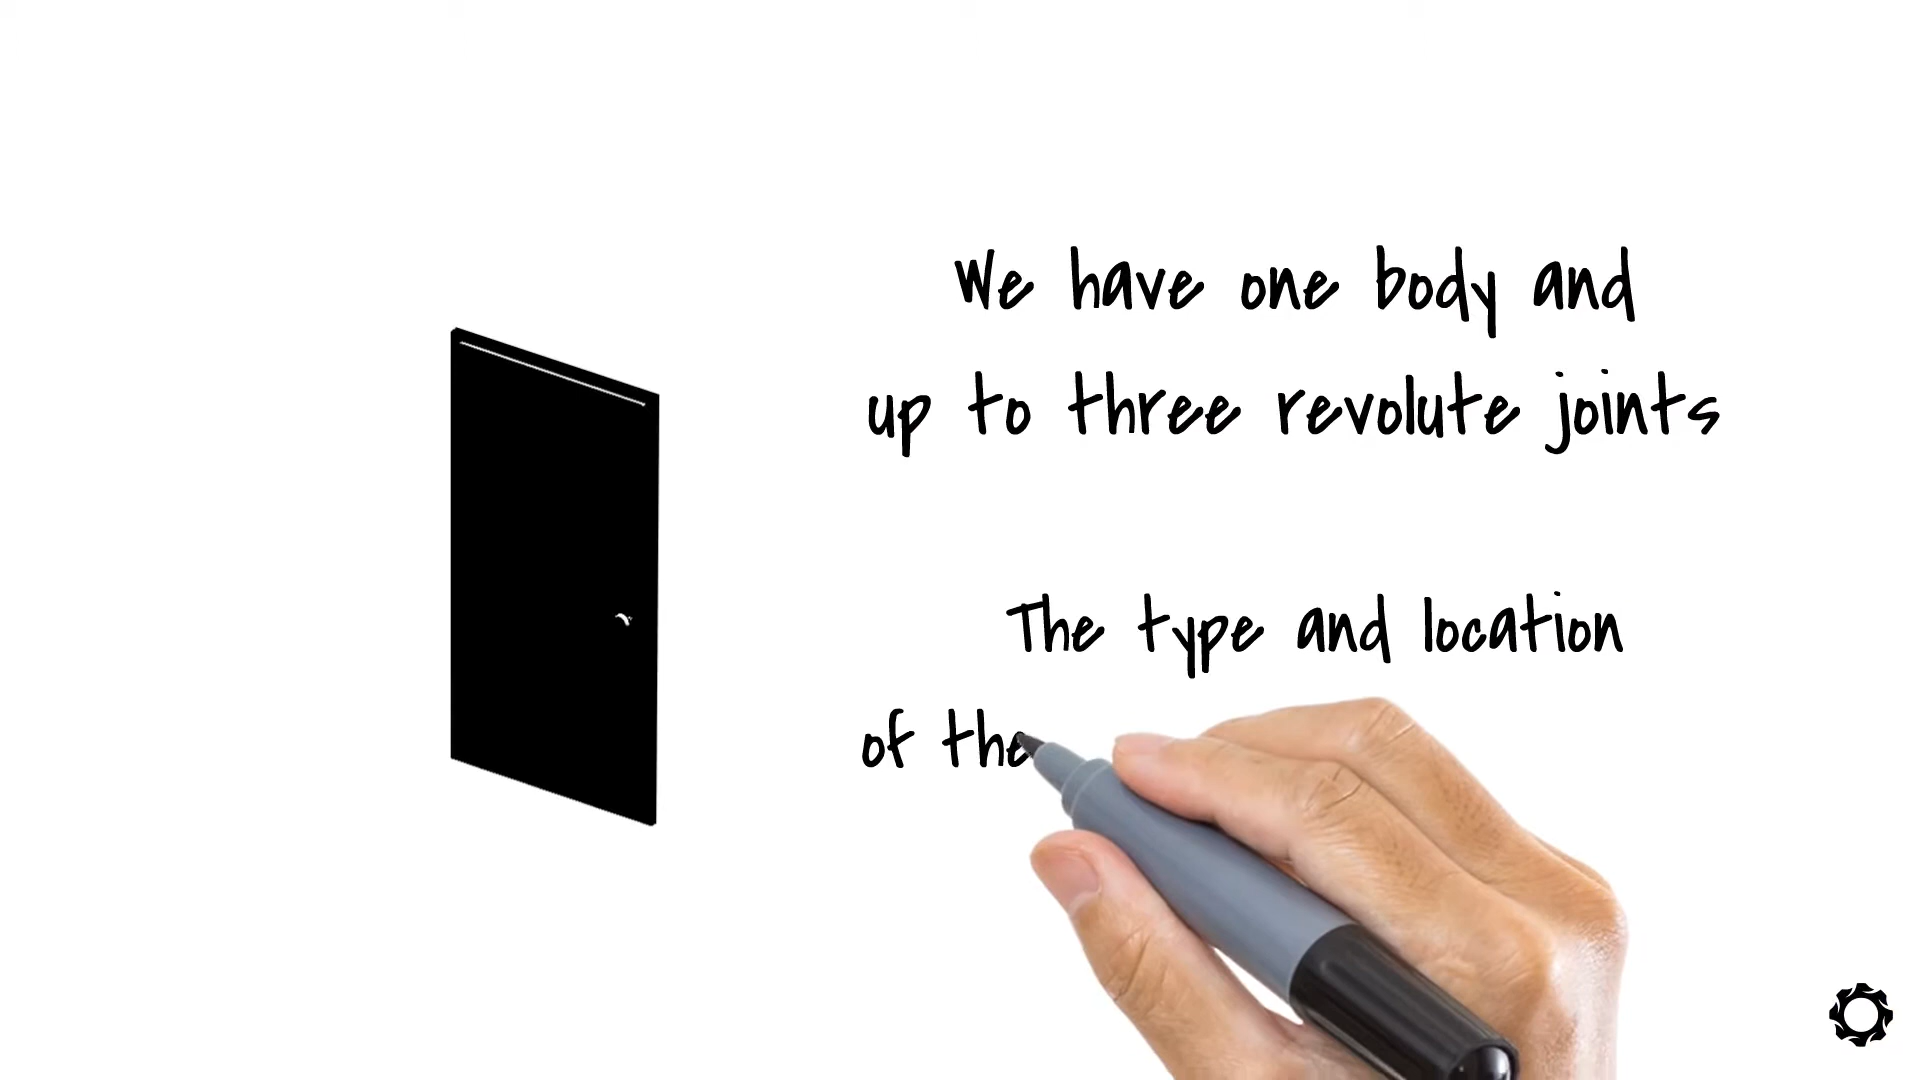 We have one body and
up to three revolute joints
The type and location
of the